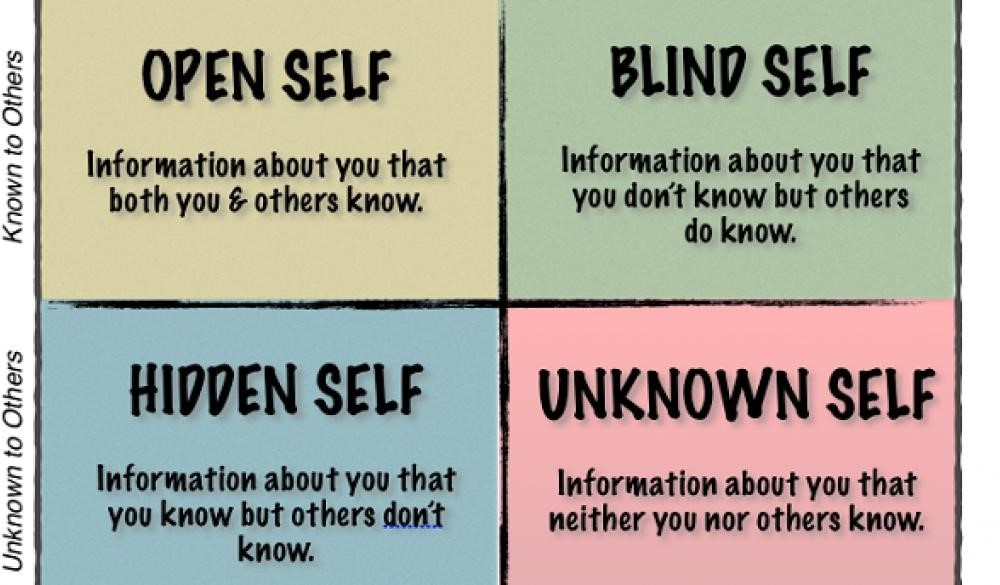 Known to Others
OPEN SELF
Information about you that
both you & others know.
BLIND SELF
Information about you that
you don't know but others
do know.
Unknown to Others
HIDDEN SELF
Information about you that
you know but others don't
know.
UNKNOWN SELF
Information about you that
neither you nor others know.